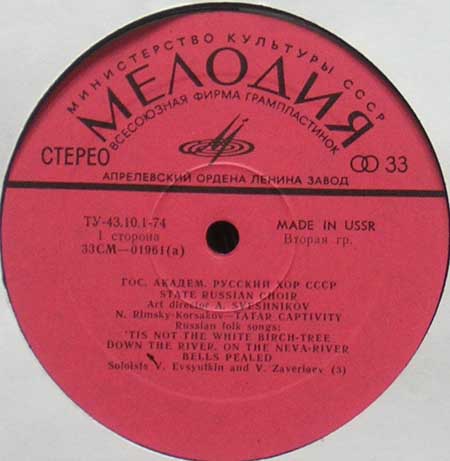 МИНИСТЕРСТВО КУЛЬТУРЫ СССР
МЕЛОДИЯ
ВСЕСОЮЗНАЯ ФИРМА ГРАМПЛАСТИНОК
СТЕРЕО
33
АПРЕЛЕВСКИЙ ОРДЕНА ЛЕНИНА ЗАВОД
ТУ-43.10.1-74
1 сторона
33СМ—01961(а)
MADE IN USSR
Вторая гр.
ГОС. АКАДЕМ. РУССКИЙ ХОР СССР
STATE RUSSIAN CHOIR
Art director A. SVESHNIKOV
N. Rimsky-Korsakov—TATAR CAPTIVITY
Russian folk songs:
'TIS NOT THE WHITE BIRCH-TREE
DOWN THE RIVER, ON THE NEVA-RIVER
BELLS PEALED
Soloists V. Evsyutkin and V. Zaveriaev (3)